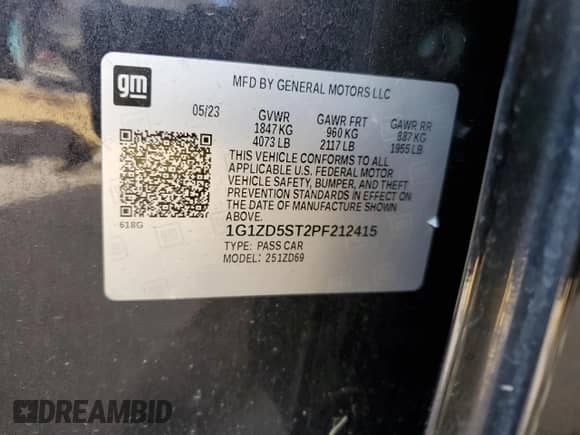 gm
MFD BY GENERAL MOTORS LLC
05/23 GVWR GAWR FRT GAWR RR
1847 KG 960 KG 887 KG
4073 LB 2117 LB 1955 LB
THIS VEHICLE CONFORMS TO ALL
APPLICABLE U.S. FEDERAL MOTOR
VEHICLE SAFETY, BUMPER, AND THEFT
PREVENTION STANDARDS IN EFFECT ON
THE DATE OF MANUFACTURE SHOWN
ABOVE.
618G
1G1ZD5ST2PF212415
TYPE: PASS CAR
MODEL: 251ZD69
DREAMBID